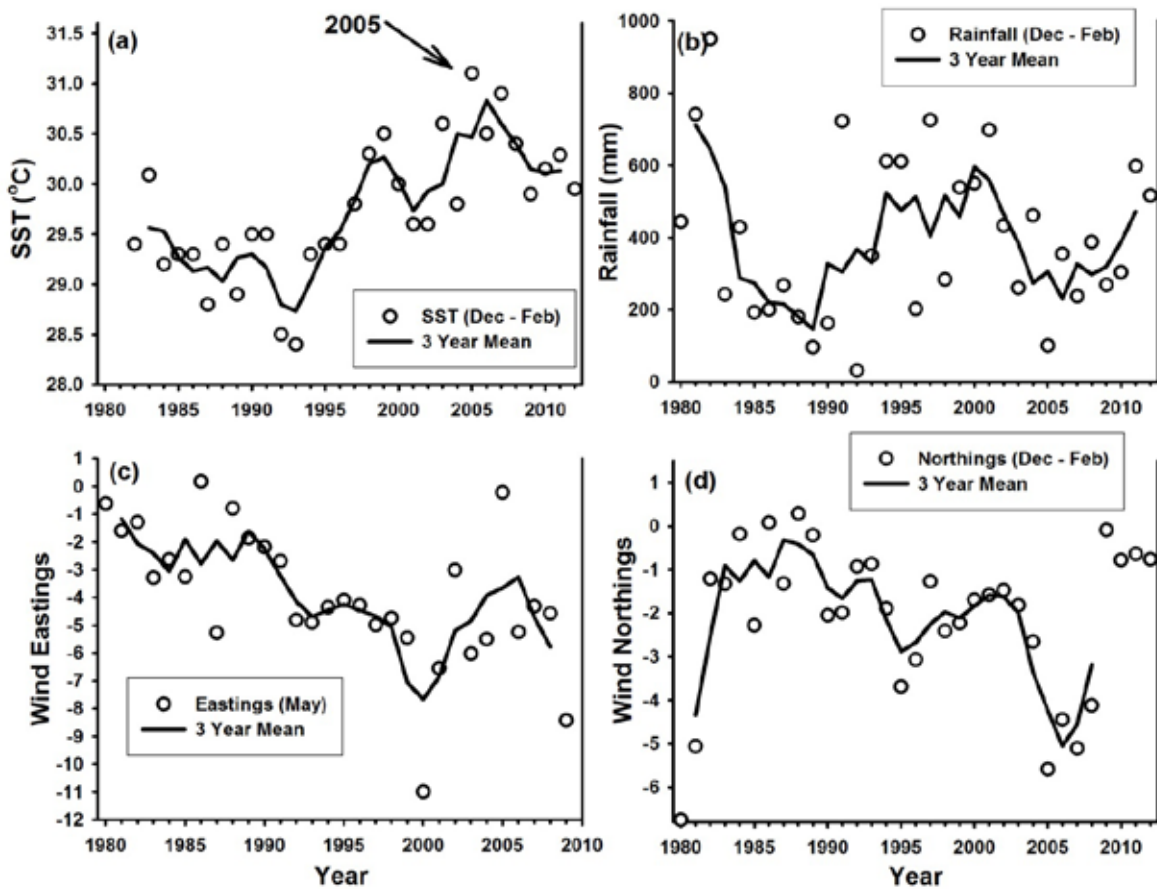 2005
(a)
31.5
31.0
30.5
30.0
29.5
29.0
28.5
28.0
SST (°C)
SST (Dec - Feb)
3 Year Mean
1980 1985 1990 1995 2000 2005 2010
(b)
Rainfall (Dec - Feb)
3 Year Mean
1000
800
600
400
200
0
Rainfall (mm)
1980 1985 1990 1995 2000 2005 2010
(c)
1
0
-1
-2
-3
-4
-5
-6
-7
-8
-9
-10
-11
-12
Wind Eastings
Eastings (May)
3 Year Mean
1980 1985 1990 1995 2000 2005 2010
Year
(d)
Northings (Dec - Feb)
3 Year Mean
1
0
-1
-2
-3
-4
-5
-6
Wind Northings
1980 1985 1990 1995 2000 2005 2010
Year